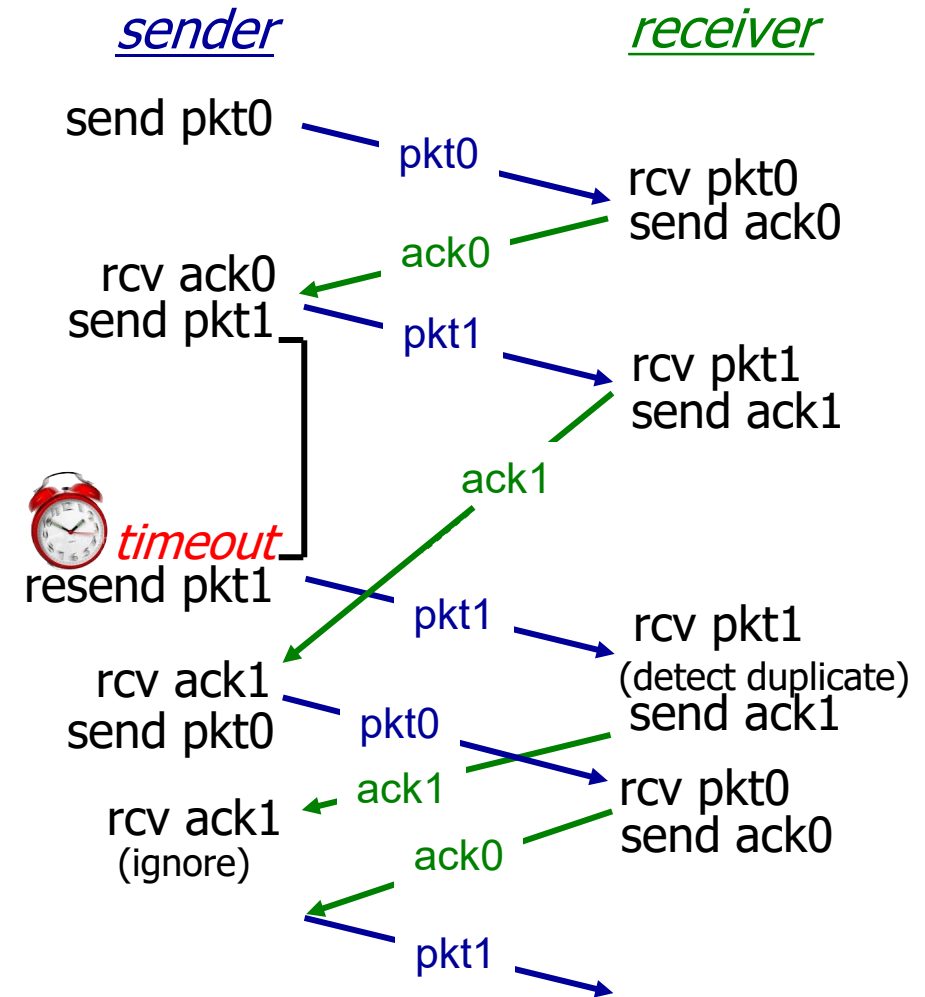 sender receiver
send pkt0
pkt0
rcv pkt0
send ack0
ack0
rcv ack0
send pkt1
pkt1
rcv pkt1
send ack1
ack1
timeout
resend pkt1
pkt1
rcv pkt1
(detect duplicate)
send ack1
rcv ack1
send pkt0
pkt0
ack1
rcv pkt0
send ack0
rcv ack1
(ignore)
ack0
pkt1